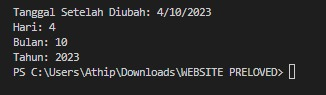 Tanggal Setelah Diubah: 4/10/2023
Hari: 4
Bulan: 10
Tahun: 2023
PS C:\Users\Athip\Downloads\WEBSITE PRELOVED>